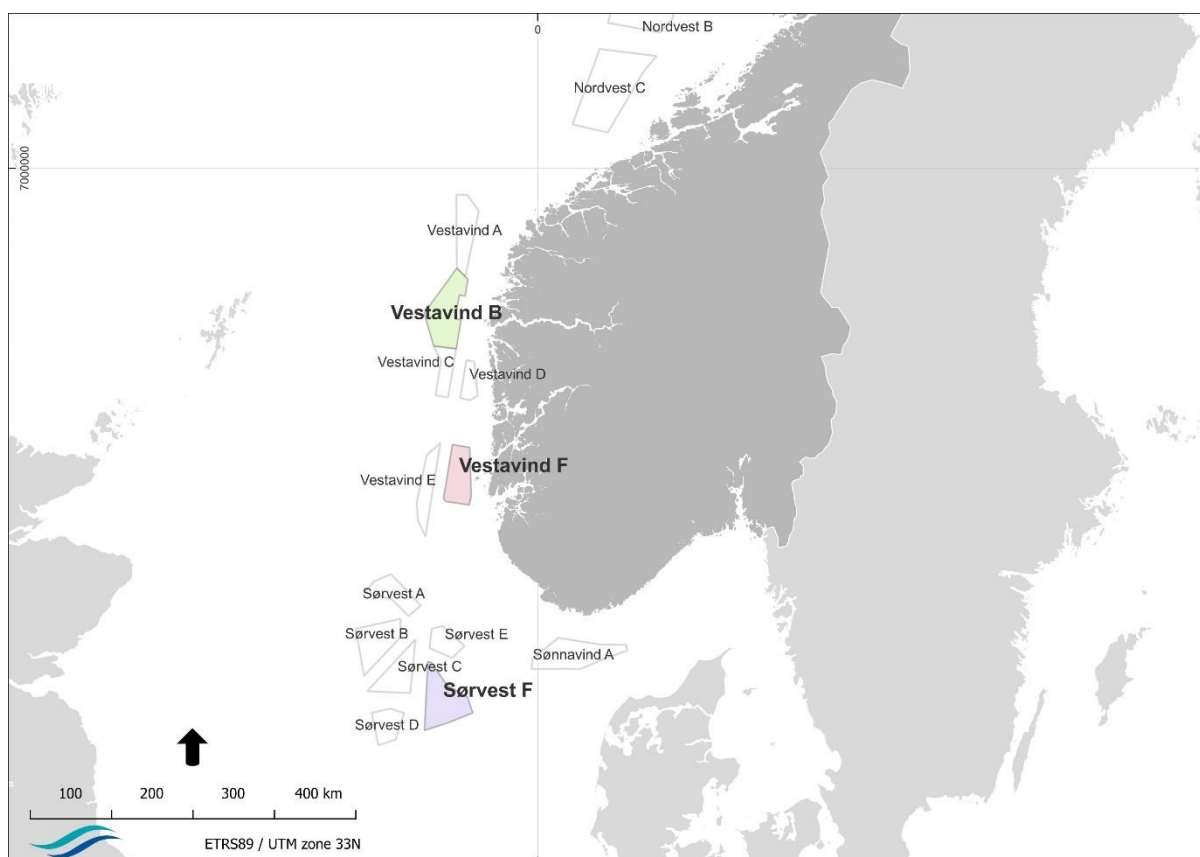 0
Nordvest B
Nordvest C
7000000
Vestavind A
Vestavind B
Vestavind C
Vestavind D
Vestavind F
Vestavind E
Sørvest A
Sørvest B
Sørvest E
Sønnavind A
Sørvest C
Sørvest F
Sørvest D
100 200 300 400 km
ETRS89 / UTM zone 33N